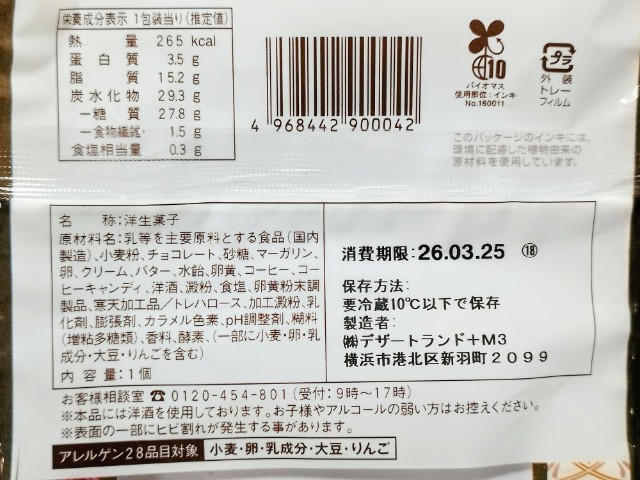 栄養成分表示 1包装当り(推定値)
熱量 265 kcal
蛋白質 3.5 g
脂質 15.2 g
炭水化物 29.3 g
－糖質 27.8 g
－食物繊維 1.5 g
食塩相当量 0.3 g
4 968442 900042
10
バイオマス
使用部位:インキ
No.160011
プラ
外装
トレー
フィルム
このパッケージのインキには、
環境に配慮した植物由来の
原材料を使用しています。
名称:洋生菓子
原材料名:乳等を主要原料とする食品(国内
製造)、小麦粉、チョコレート、砂糖、マーガリン、
卵、クリーム、バター、水飴、卵黄、コーヒー、コー
ヒーキャンディ、洋酒、澱粉、食塩、卵黄粉末調
製品、寒天加工品/トレハロース、加工澱粉、乳
化剤、膨張剤、カラメル色素、pH調整剤、糊料
(増粘多糖類)、香料、酵素、(一部に小麦・卵・乳
成分・大豆・りんごを含む)
内容量:1個
消費期限:26.03.25 ⑱
保存方法:
要冷蔵10℃以下で保存
製造者:
㈱デザートランド+M3
横浜市港北区新羽町2099
お客様相談室☎0120-454-801(受付:9時〜17時)
※本品には洋酒を使用しております。お子様やアルコールの弱い方はお控えください。
※表面の一部にヒビ割れが発生する事があります。
アレルゲン28品目対象 小麦・卵・乳成分・大豆・りんご